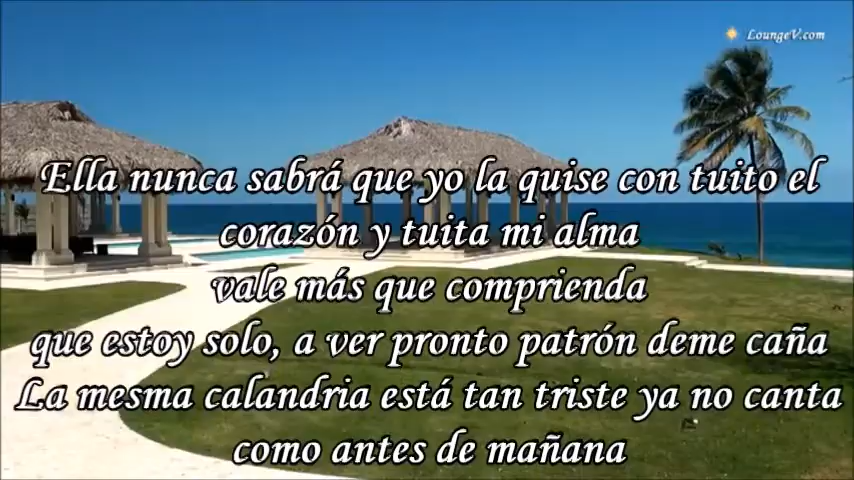 LoungeV.com
Ella nunca sabrá que yo la quise con tuito el
corazón y tuita mi alma
vale más que comprienda
que estoy solo, a ver pronto patrón deme caña
La mesma calandria está tan triste ya no canta
como antes de mañana